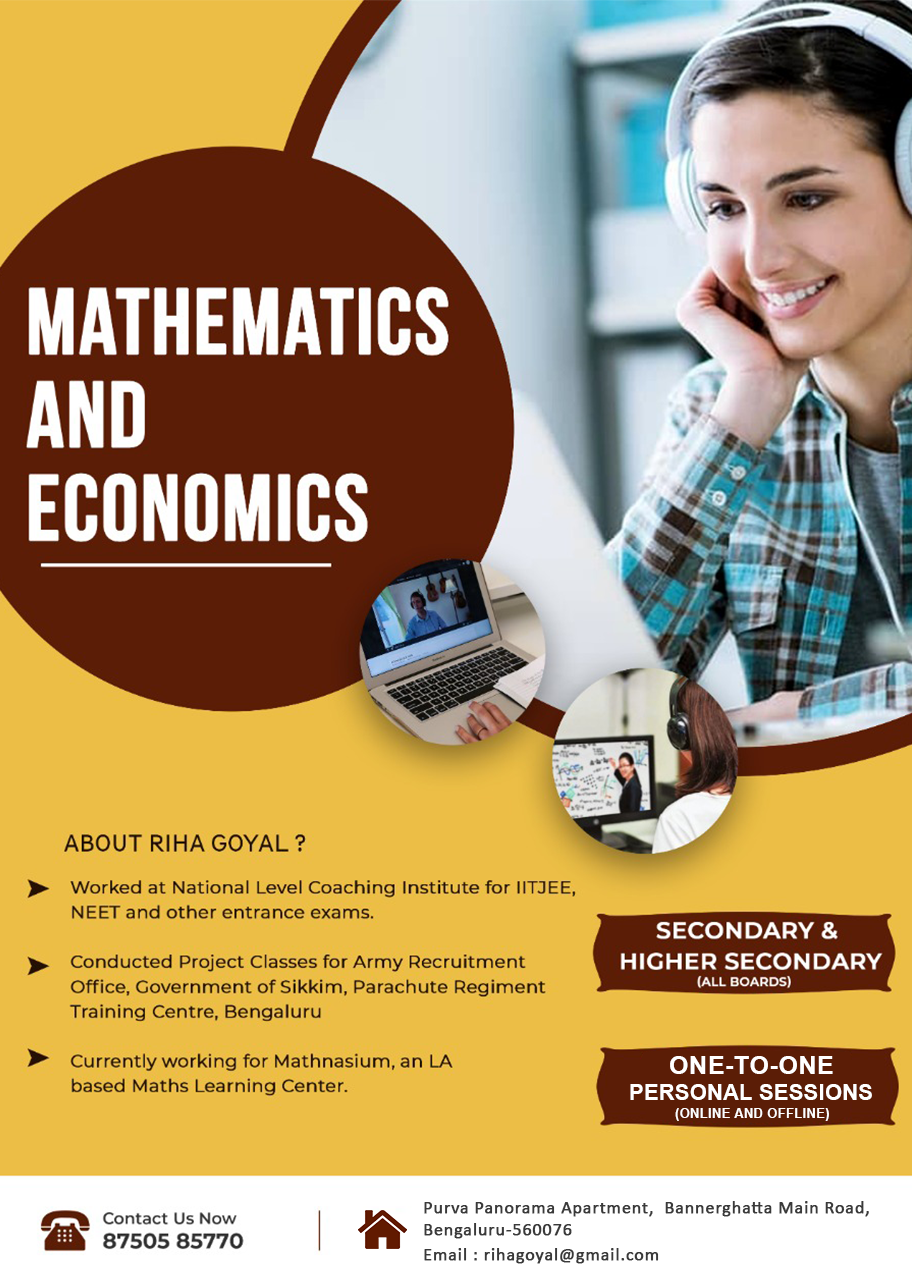 MATHEMATICS
AND
ECONOMICS
ABOUT RIHA GOYAL ?
Worked at National Level Coaching Institute for IITJEE,
NEET and other entrance exams.
Conducted Project Classes for Army Recruitment
Office, Government of Sikkim, Parachute Regiment
Training Centre, Bengaluru
Currently working for Mathnasium, an LA
based Maths Learning Center.
SECONDARY &
HIGHER SECONDARY
(ALL BOARDS)
ONE-TO-ONE
PERSONAL SESSIONS
(ONLINE AND OFFLINE)
Contact Us Now
87505 85770
Purva Panorama Apartment, Bannerghatta Main Road,
Bengaluru-560076
Email : rihagoyal@gmail.com